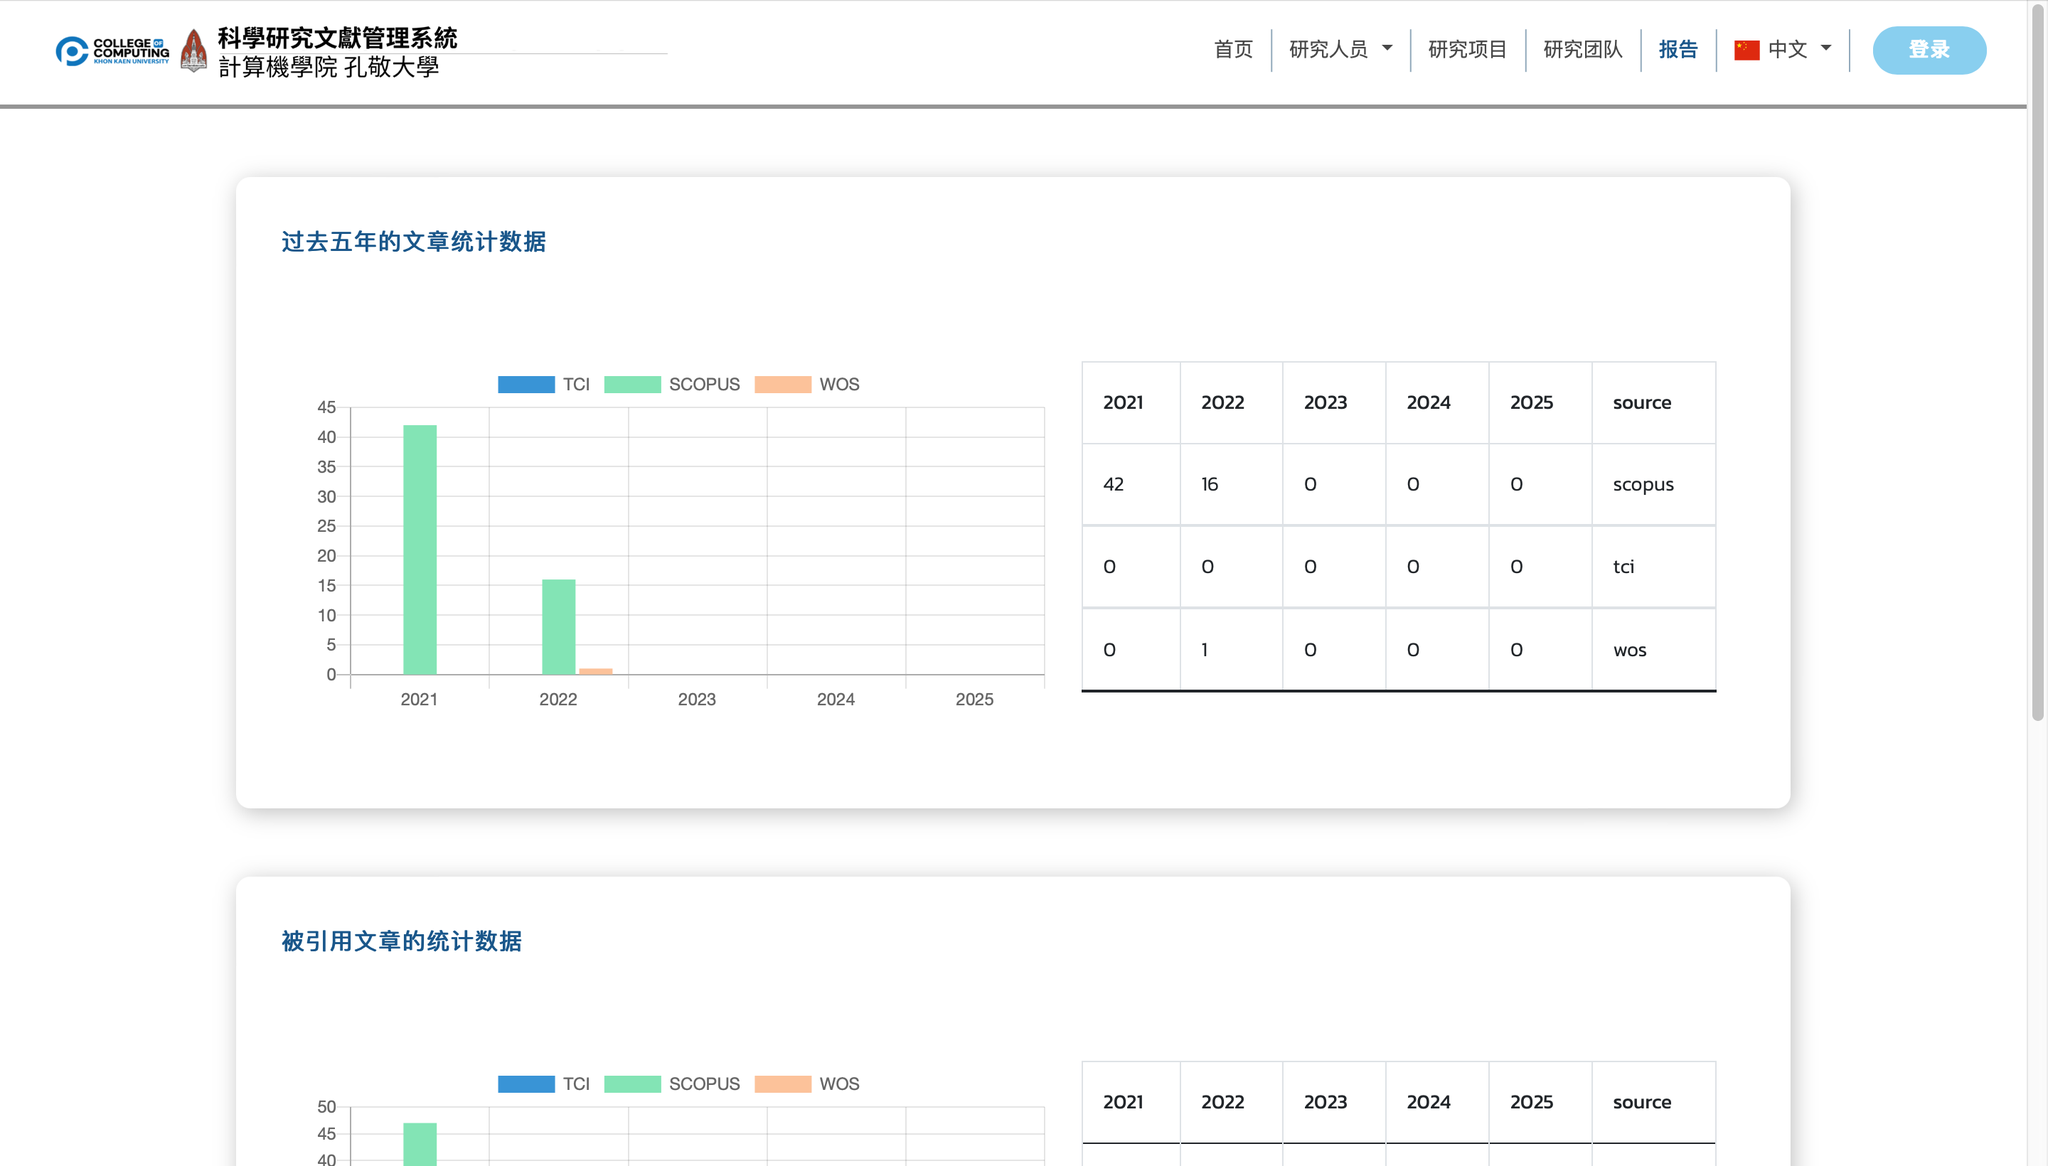 COLLEGE OF
COMPUTING
KHON KAEN UNIVERSITY
科學研究文獻管理系統
計算機學院 孔敬大學
首页
研究人员
研究项目
研究团队
报告
中文
登录
过去五年的文章统计数据
TCI SCOPUS WOS
45
40
35
30
25
20
15
10
5
0
2021 2022 2023 2024 2025
2021 2022 2023 2024 2025 source
42 16 0 0 0 scopus
0 0 0 0 0 tci
0 1 0 0 0 wos
被引用文章的统计数据
TCI SCOPUS WOS
50
45
40
2021 2022 2023 2024 2025 source